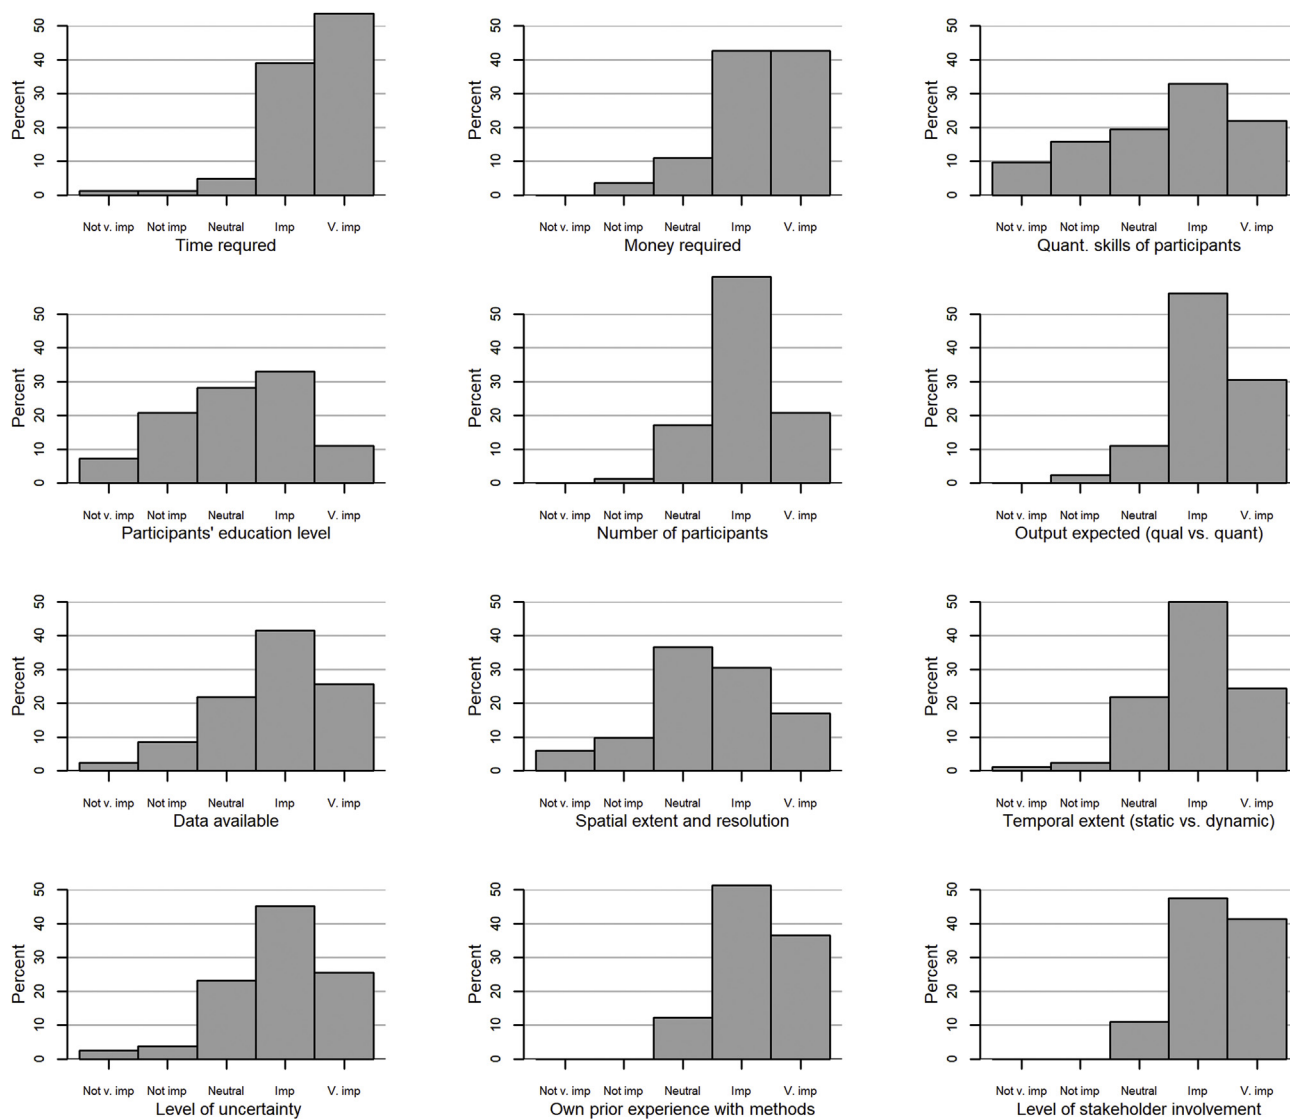 Percent
50
40
30
20
10
0
Not v. imp Not imp Neutral Imp V. imp
Time requred
Percent
50
40
30
20
10
0
Not v. imp Not imp Neutral Imp V. imp
Money required
Percent
50
40
30
20
10
0
Not v. imp Not imp Neutral Imp V. imp
Quant. skills of participants
Percent
50
40
30
20
10
0
Not v. imp Not imp Neutral Imp V. imp
Participants' education level
Percent
50
40
30
20
10
0
Not v. imp Not imp Neutral Imp V. imp
Number of participants
Percent
50
40
30
20
10
0
Not v. imp Not imp Neutral Imp V. imp
Output expected (qual vs. quant)
Percent
50
40
30
20
10
0
Not v. imp Not imp Neutral Imp V. imp
Data available
Percent
50
40
30
20
10
0
Not v. imp Not imp Neutral Imp V. imp
Spatial extent and resolution
Percent
50
40
30
20
10
0
Not v. imp Not imp Neutral Imp V. imp
Temporal extent (static vs. dynamic)
Percent
50
40
30
20
10
0
Not v. imp Not imp Neutral Imp V. imp
Level of uncertainty
Percent
50
40
30
20
10
0
Not v. imp Not imp Neutral Imp V. imp
Own prior experience with methods
Percent
50
40
30
20
10
0
Not v. imp Not imp Neutral Imp V. imp
Level of stakeholder involvement